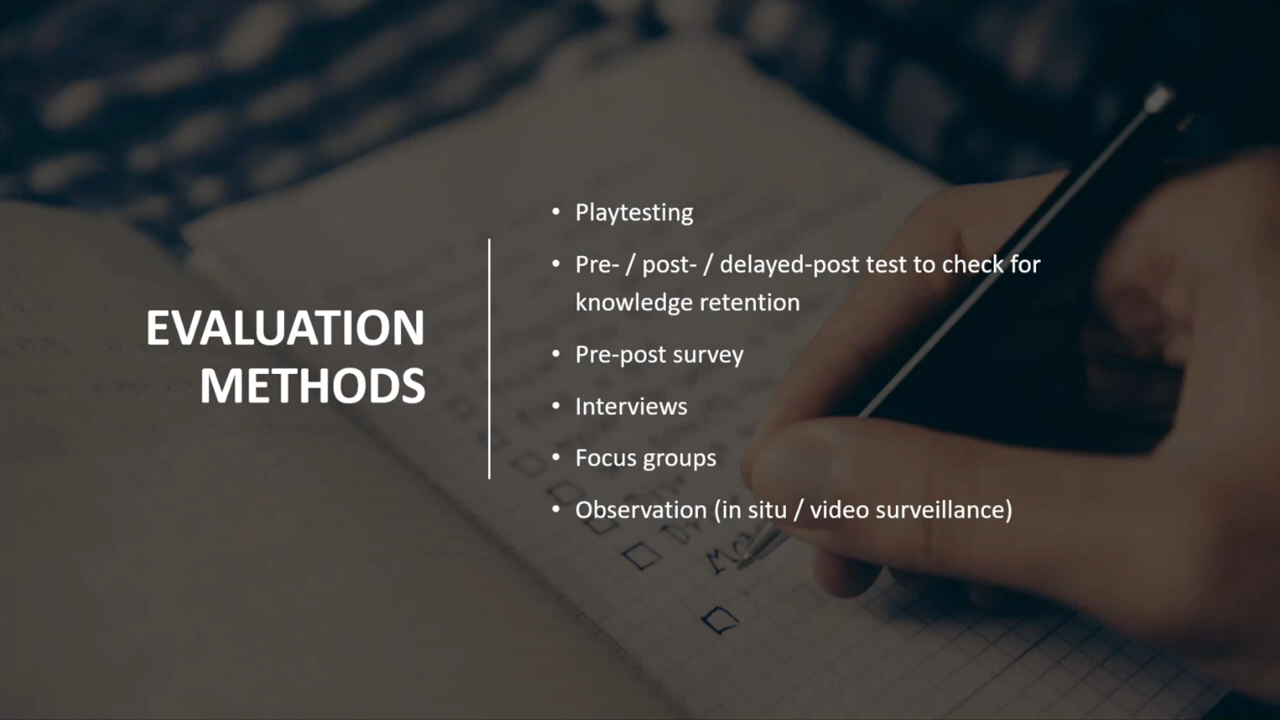 EVALUATION
METHODS
• Playtesting
• Pre- / post- / delayed-post test to check for
knowledge retention
• Pre-post survey
• Interviews
• Focus groups
• Observation (in situ / video surveillance)